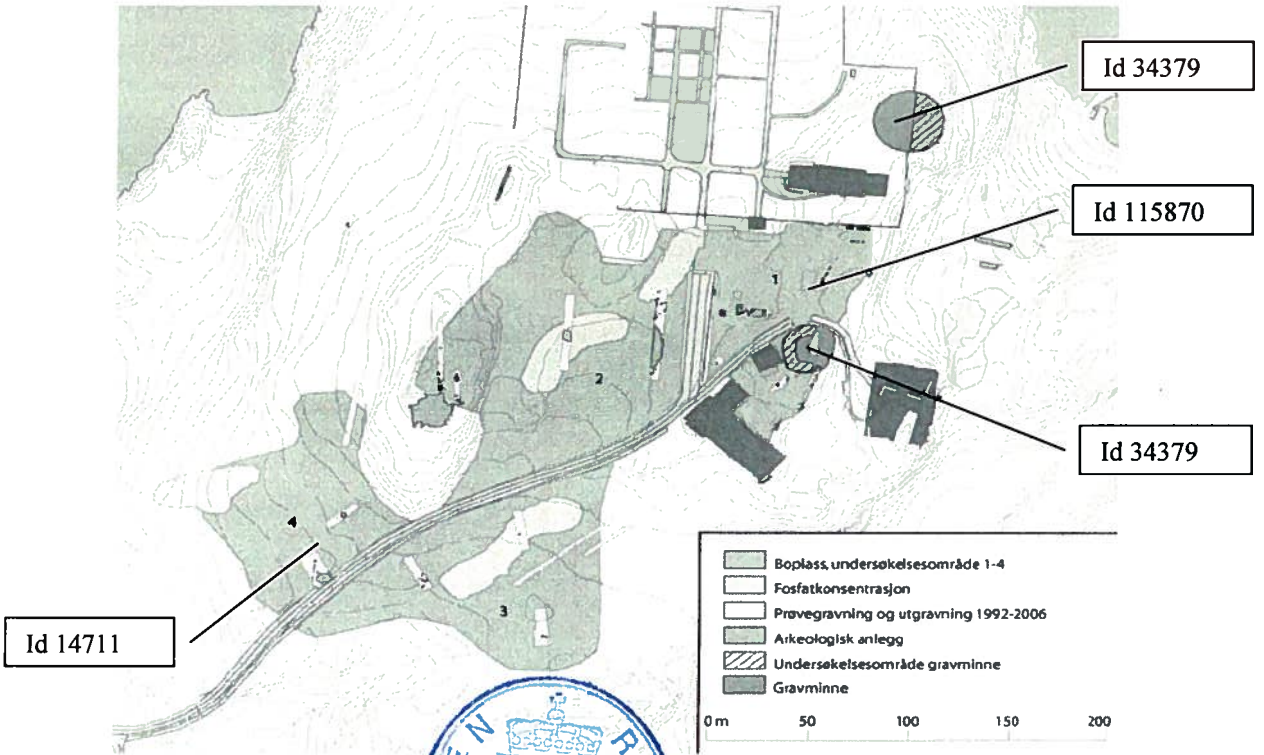 Id 34379
Id 115870
1
2
Id 34379
4
3
Id 14711
Boplass, undersøkelsesområde 1-4
Fosfatkonsentrasjon
Prøvegravning og utgravning 1992-2006
Arkeologisk anlegg
Undersøkelsesområde gravminne
Gravminne
0 m 50 100 150 200
EN R